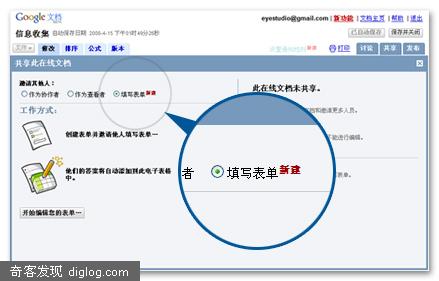 Google 文档
eyestudio@gmail.com | 新功能 | 文档主页 | 帮助 | 退出
信息收集 自动保存日期: 2008-4-15 下午01时49分26秒
已自动保存 保存并关闭
文件 修改 排序 公式 版本
新建 打印 讨论 共享 发布
共享此在线文档
邀请其他人:
作为协作者 作为查看者 填写表单 新建
此在线文档未共享。
工作方式:
创建表单并邀请他人填写表单
他们的答案将自动添加到此电子表格中。
者 填写表单 新建
开始编辑您的表单
奇客发现 diglog.com